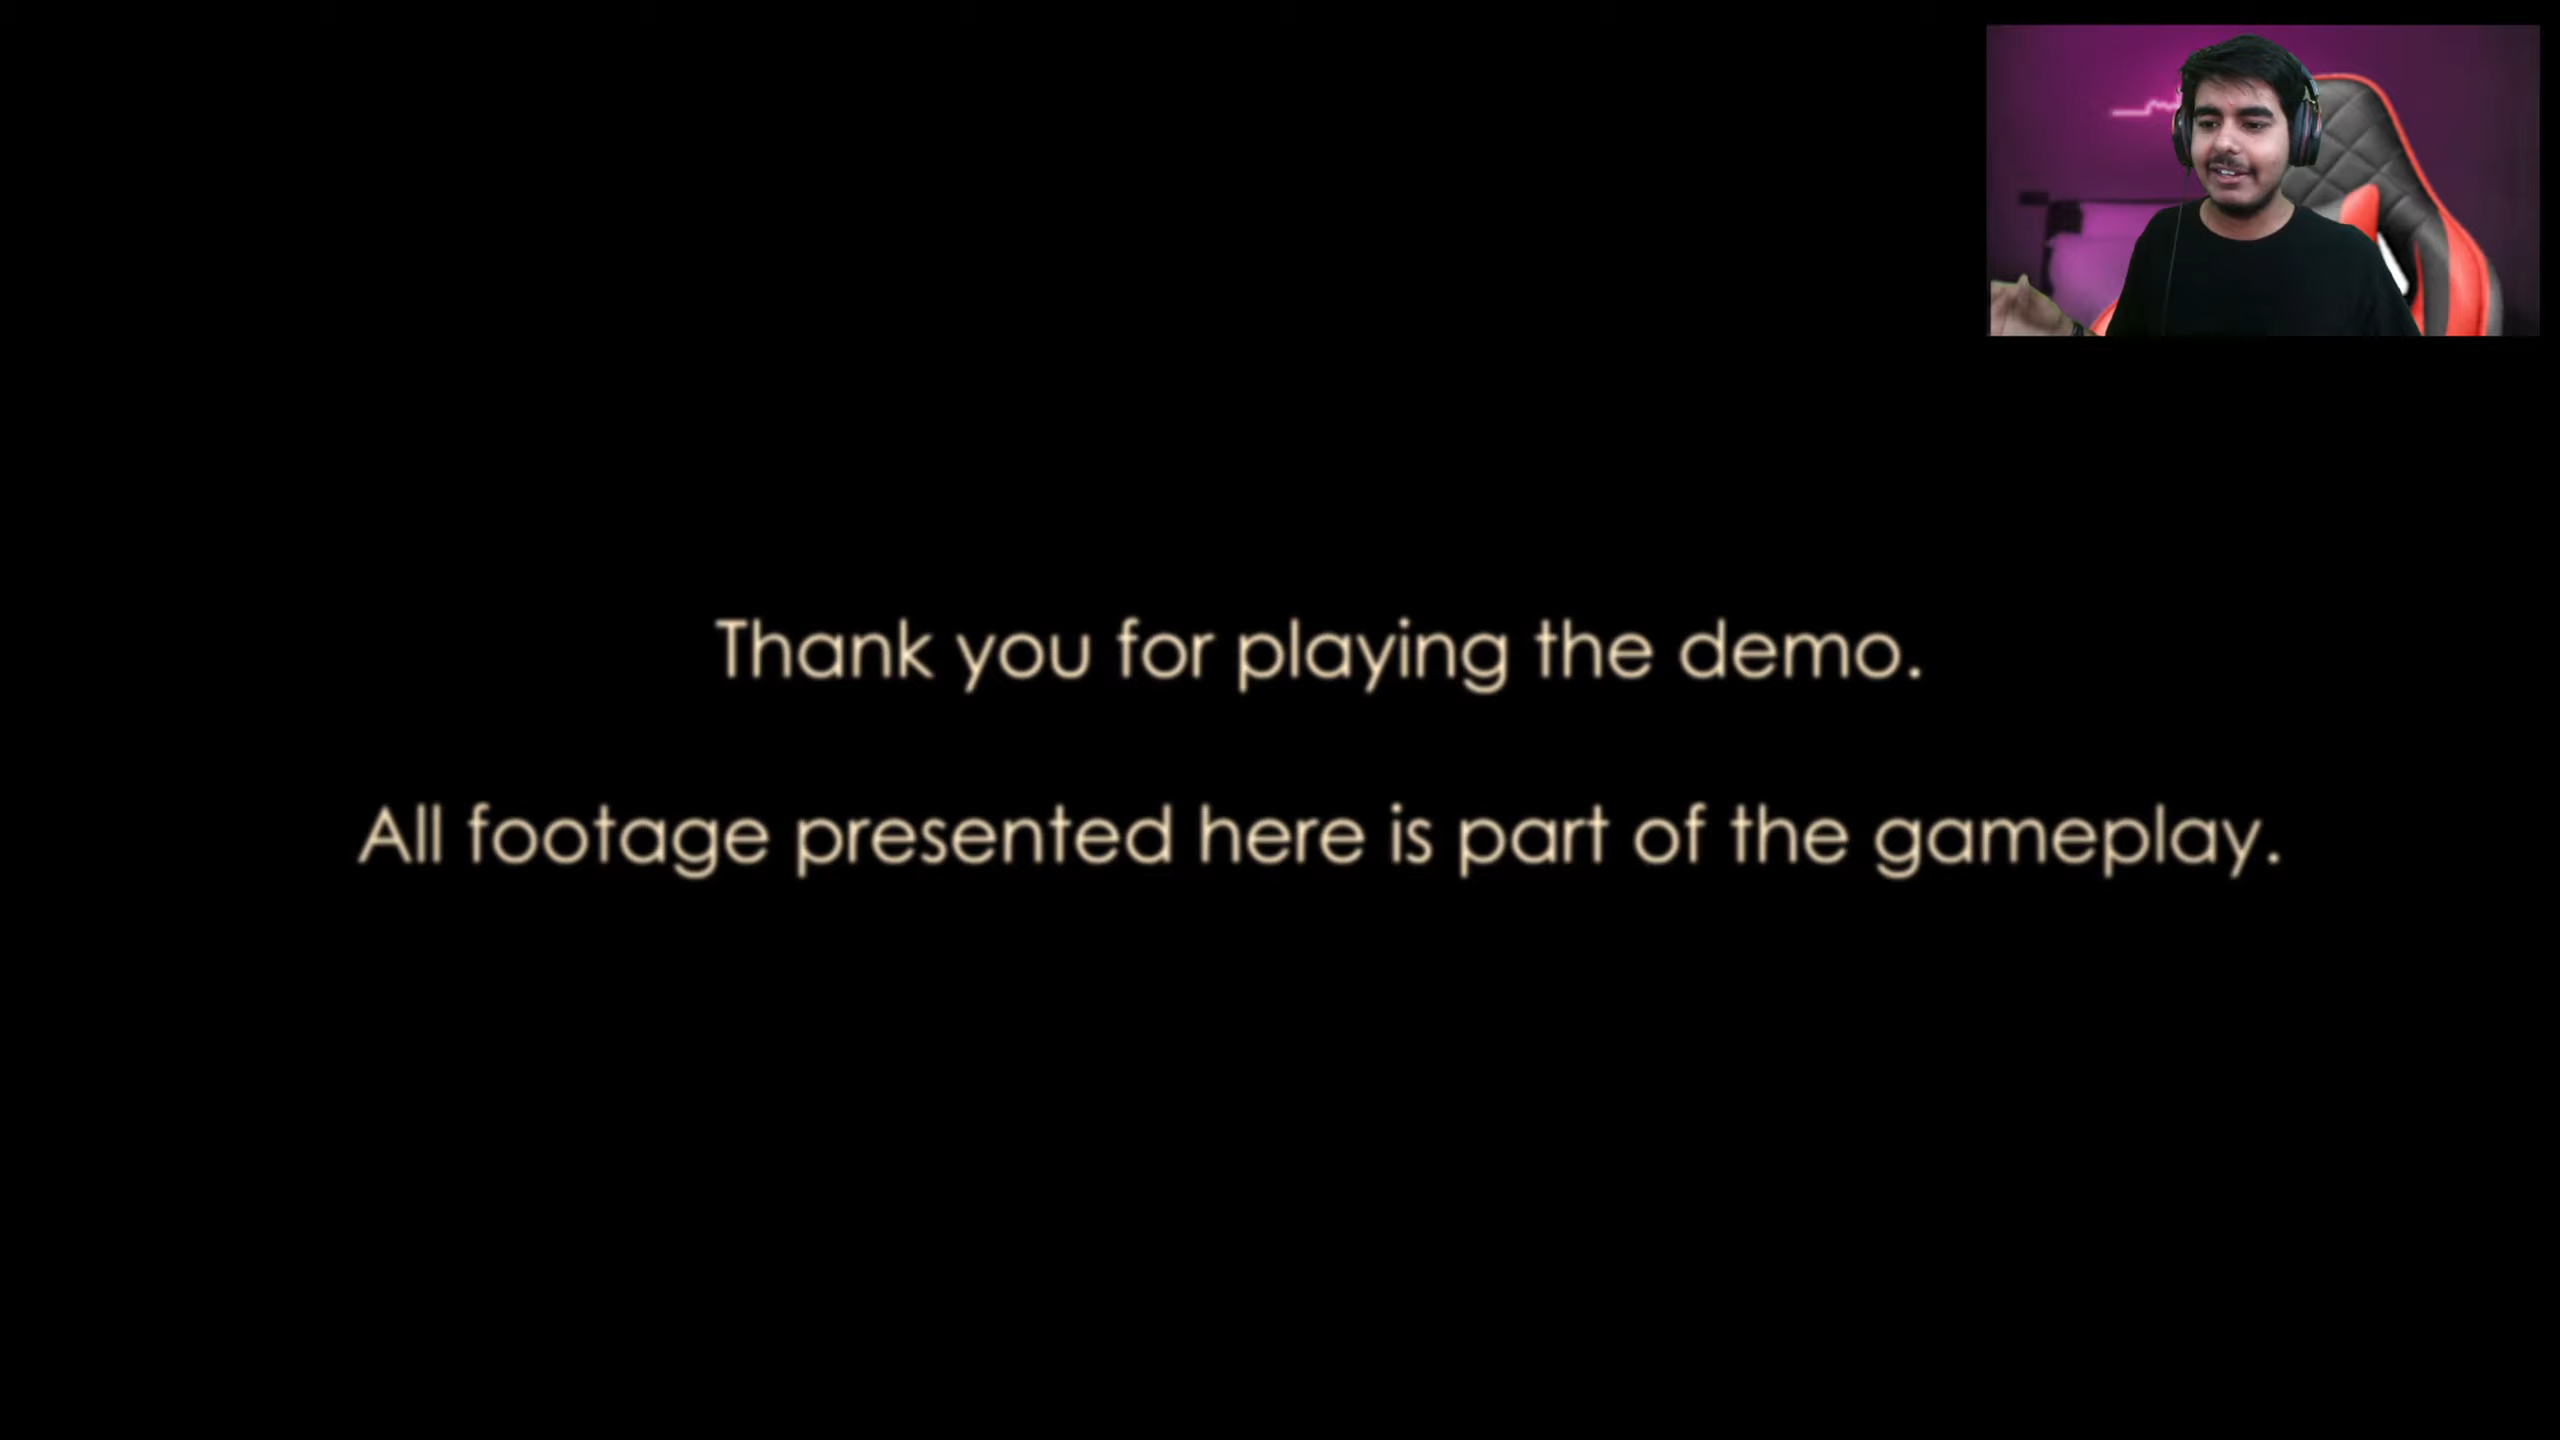 Thank you for playing the demo.
All footage presented here is part of the gameplay.